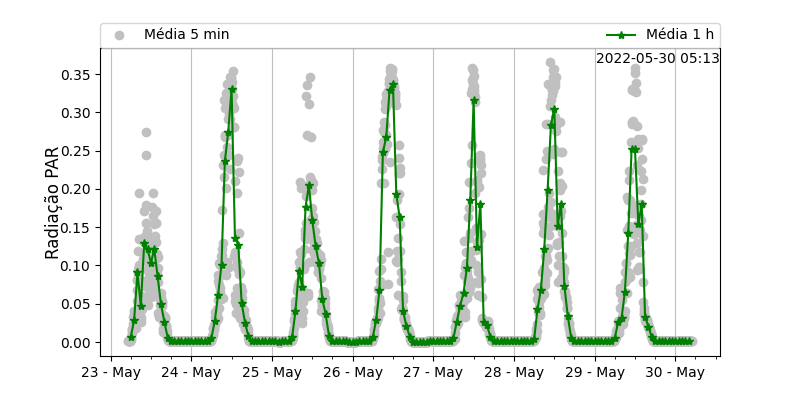 Média 5 min
Média 1 h
2022-05-30 05:13
Radiação PAR
0.35
0.30
0.25
0.20
0.15
0.10
0.05
0.00
23 - May
24 - May
25 - May
26 - May
27 - May
28 - May
29 - May
30 - May